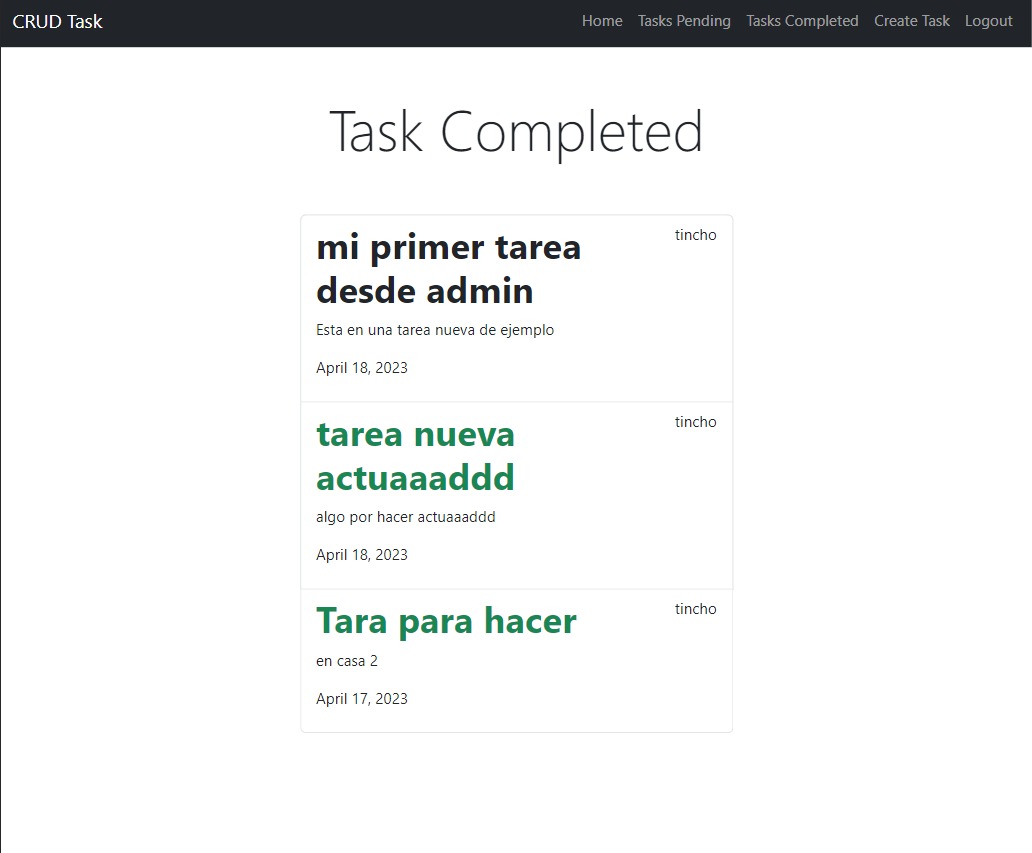 CRUD Task
Home Tasks Pending Tasks Completed Create Task Logout
Task Completed
mi primer tarea
desde admin
tincho
Esta en una tarea nueva de ejemplo
April 18, 2023
tarea nueva
actuaaaddd
tincho
algo por hacer actuaaaddd
April 18, 2023
Tara para hacer
tincho
en casa 2
April 17, 2023